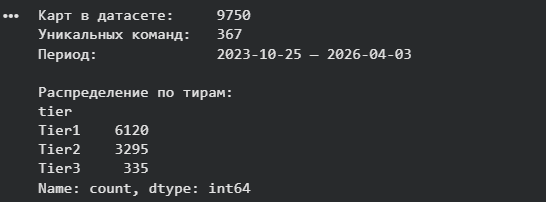 ••• Карт в датасете: 9750
Уникальных команд: 367
Период: 2023-10-25 — 2026-04-03
Распределение по тирам:
tier
Tier1 6120
Tier2 3295
Tier3 335
Name: count, dtype: int64